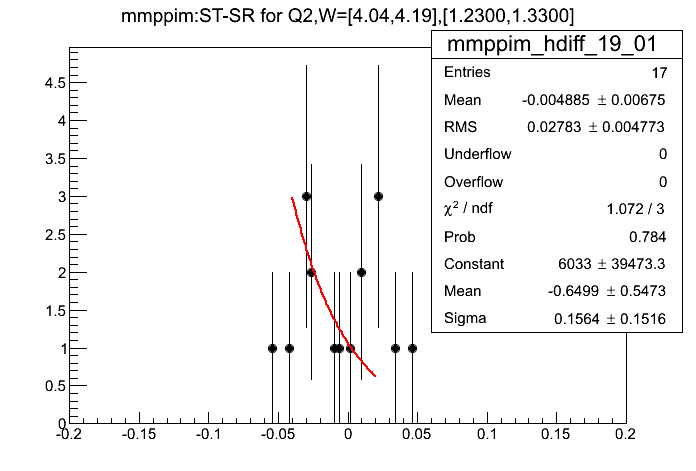 mmppim:ST-SR for Q2,W=[4.04,4.19],[1.2300,1.3300]
mmppim_hdiff_19_01
Entries 17
Mean -0.004885 ± 0.00675
RMS 0.02783 ± 0.004773
Underflow 0
Overflow 0
χ² / ndf 1.072 / 3
Prob 0.784
Constant 6033 ± 39473.3
Mean -0.6499 ± 0.5473
Sigma 0.1564 ± 0.1516
4.5
4
3.5
3
2.5
2
1.5
1
0.5
0
-0.2 -0.15 -0.1 -0.05 0 0.05 0.1 0.15 0.2